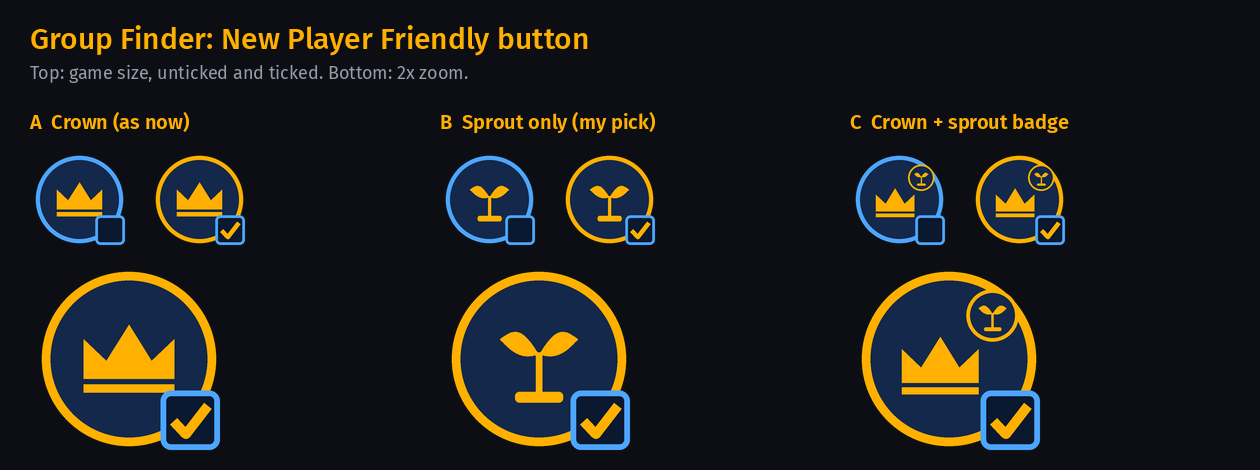 Group Finder: New Player Friendly button
Top: game size, unticked and ticked. Bottom: 2x zoom.
A Crown (as now)
B Sprout only (my pick)
C Crown + sprout badge